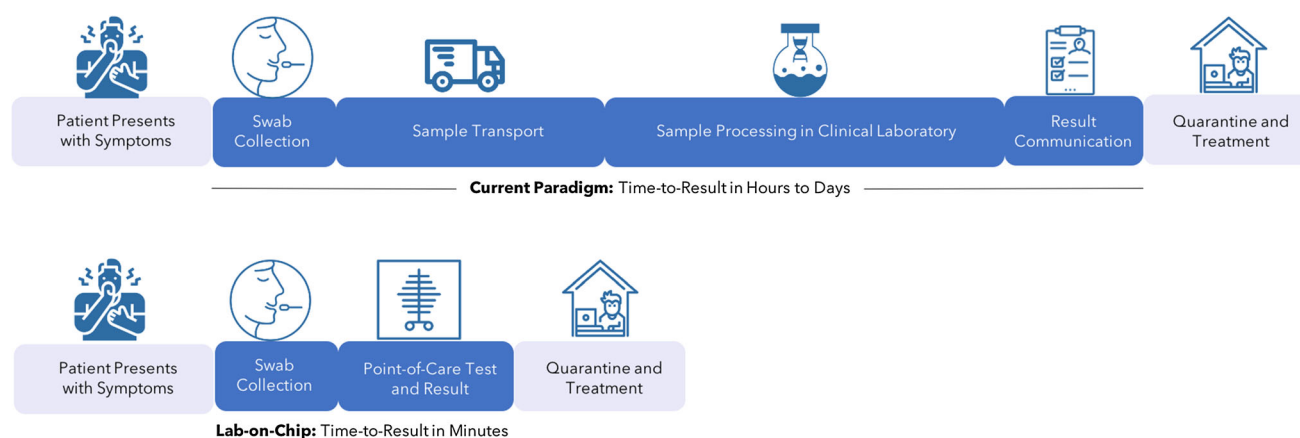 Patient Presents
with Symptoms
Swab
Collection
Sample Transport
Sample Processing in Clinical Laboratory
Result
Communication
Quarantine and
Treatment
Current Paradigm: Time-to-Result in Hours to Days
Patient Presents
with Symptoms
Swab
Collection
Point-of-Care Test
and Result
Quarantine and
Treatment
Lab-on-Chip: Time-to-Result in Minutes